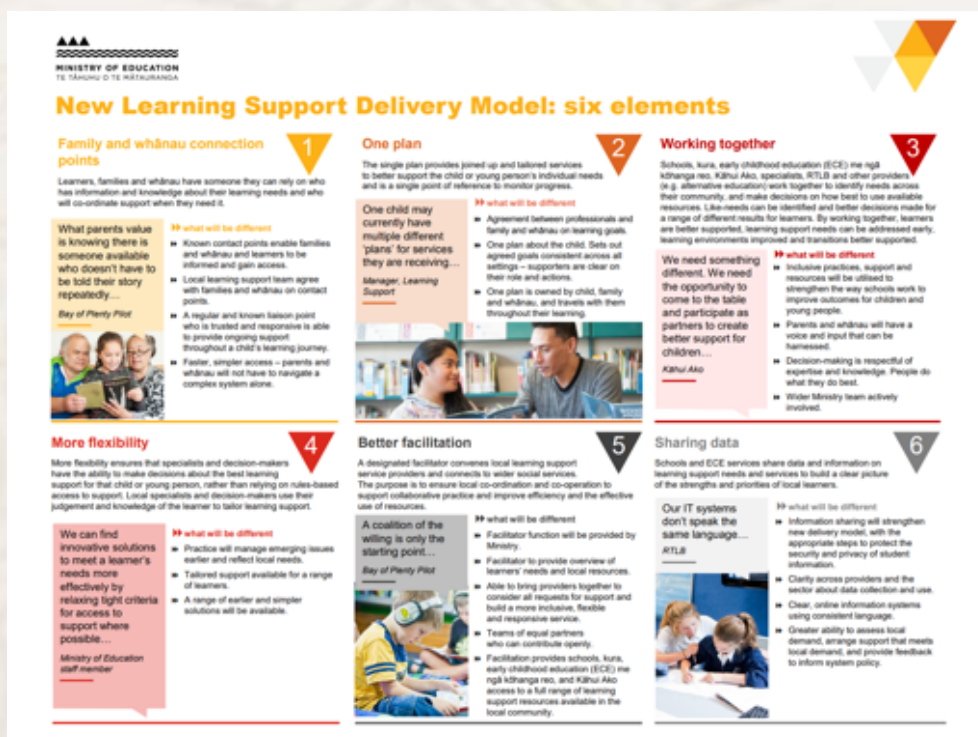 MINISTRY OF EDUCATION
TE TĀHUHU O TE MĀTAURANGA
New Learning Support Delivery Model: six elements
Family and whānau connection
points
1
Learners, families and whānau have someone they can rely on who
has information and knowledge about their learning needs and who
will co-ordinate support when they need it.
What parents value
is knowing there is
someone available
who doesn't have to
be told their story
repeatedly…
Bay of Plenty Pilot
what will be different
Known contact points enable families
and whānau and learners to be
informed and gain access.
Local learning support team agree
with families and whānau on contact
points.
A regular and known liaison point
who is trusted and responsive is able
to provide ongoing support
throughout a child's learning journey.
Faster, simpler access – parents and
whānau will not have to navigate a
complex system alone.
One plan
2
The single plan provides joined up and tailored services
to better support the child or young person's individual needs
and is a single point of reference to monitor progress.
One child may
currently have
multiple different
'plans' for services
they are receiving…
Manager, Learning
Support
what will be different
Agreement between professionals and
family and whānau on learning goals.
One plan about the child. Sets out
agreed goals consistent across all
settings – supporters are clear on
their role and actions.
One plan is owned by child, family
and whānau, and travels with them
throughout their learning.
Working together
3
Schools, kura, early childhood education (ECE) me ngā
kōhanga reo, Kāhui Ako, specialists, RTLB and other providers
(e.g. alternative education) work together to identify needs across
their community, and make decisions on how best to use available
resources. Like-needs can be identified and better decisions made for
a range of different results for learners. By working together, learners
are better supported, learning support needs can be addressed early,
learning environments improved and transitions better supported.
We need something
different. We need
the opportunity to
come to the table
and participate as
partners to create
better support for
children…
Kāhui Ako
what will be different
Inclusive practices, support and
resources will be utilised to
strengthen the way schools work to
improve outcomes for children and
young people.
Parents and whānau will have a
voice and input that can be
harnessed.
Decision-making is respectful of
expertise and knowledge. People do
what they do best.
Wider Ministry team actively
involved.
More flexibility
4
More flexibility ensures that specialists and decision-makers
have the ability to make decisions about the best learning
support for that child or young person, rather than relying on rules-based
access to support. Local specialists and decision-makers use their
judgement and knowledge of the learner to tailor learning support.
We can find
innovative solutions
to meet a learner's
needs more
effectively by
relaxing tight criteria
for access to
support where
possible…
Ministry of Education
staff member
what will be different
Practice will manage emerging issues
earlier and reflect local needs.
Tailored support available for a range
of learners.
A range of earlier and simpler
solutions will be available.
Better facilitation
5
A designated facilitator convenes local learning support
service providers and connects to wider social services.
The purpose is to ensure local co-ordination and co-operation to
support collaborative practice and improve efficiency and the effective
use of resources.
A coalition of the
willing is only the
starting point…
Bay of Plenty Pilot
what will be different
Facilitator function will be provided by
Ministry.
Facilitator to provide overview of
learners' needs and local resources.
Able to bring providers together to
consider all requests for support and
build a more inclusive, flexible
and responsive service.
Teams of equal partners
who can contribute openly.
Facilitation provides schools, kura,
early childhood education (ECE) me
ngā kōhanga reo, and Kāhui Ako
access to a full range of learning
support resources available in the
local community.
Sharing data
6
Schools and ECE services share data and information on
learning support needs and services to build a clear picture
of the strengths and priorities of local learners.
Our IT systems
don't speak the
same language…
RTLB
what will be different
Information sharing will strengthen
new delivery model, with the
appropriate steps to protect the
security and privacy of student
information.
Clarity across providers and the
sector about data collection and use.
Clear, online information systems
using consistent language.
Greater ability to assess local
demand, arrange support that meets
local demand, and provide feedback
to inform system policy.